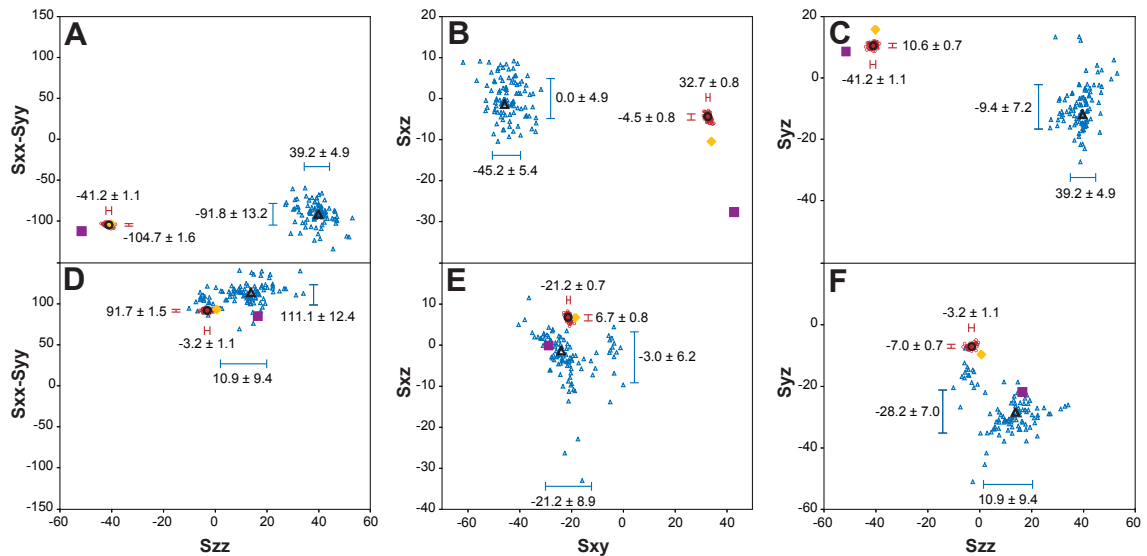 A
Sxx-Syy
150
100
50
0
-50
-100
39.2 ± 4.9
-41.2 ± 1.1
-91.8 ± 13.2
-104.7 ± 1.6
B
Sxz
20
10
0
-10
-20
-30
32.7 ± 0.8
0.0 ± 4.9
-4.5 ± 0.8
-45.2 ± 5.4
C
Syz
20
0
-20
-40
10.6 ± 0.7
-41.2 ± 1.1
-9.4 ± 7.2
39.2 ± 4.9
D
Sxx-Syy
100
50
0
-50
-100
-150
91.7 ± 1.5
-3.2 ± 1.1
111.1 ± 12.4
10.9 ± 9.4
-60 -40 -20 0 20 40 60
Szz
E
Sxz
10
0
-10
-20
-30
-40
-21.2 ± 0.7
6.7 ± 0.8
-3.0 ± 6.2
-21.2 ± 8.9
-60 -40 -20 0 20 40
Sxy
F
Syz
0
-20
-40
-60
-3.2 ± 1.1
-7.0 ± 0.7
-28.2 ± 7.0
10.9 ± 9.4
-60 -40 -20 0 20 40 60
Szz